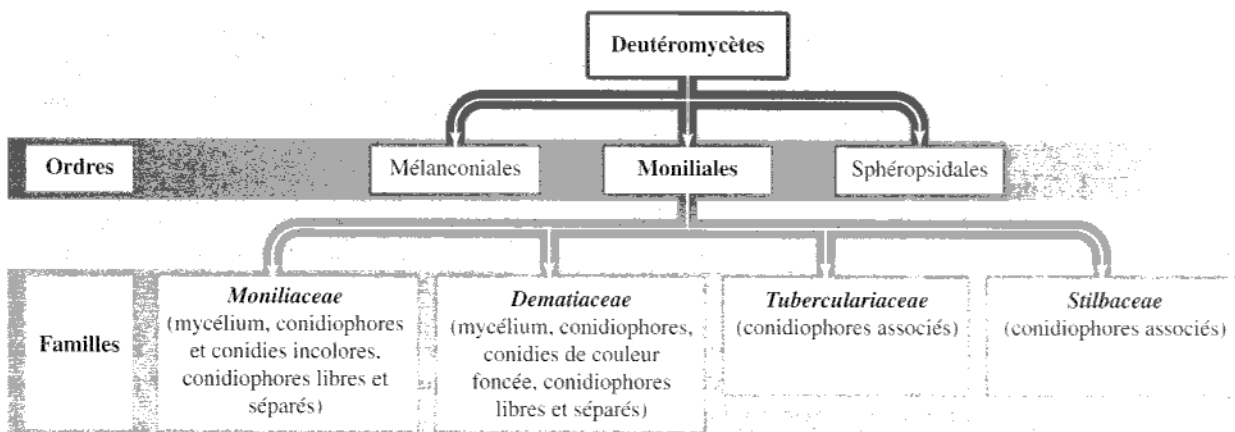 Deutéromycètes
Ordres
Mélanconiales
Moniliales
Sphéropsidales
Familles
Moniliaceae
(mycélium, conidiophores
et conidies incolores,
conidiophores libres et
séparés)
Dematiaceae
(mycélium, conidiophores,
conidies de couleur
foncée, conidiophores
libres et séparés)
Tuberculariaceae
(conidiophores associés)
Stilbaceae
(conidiophores associés)